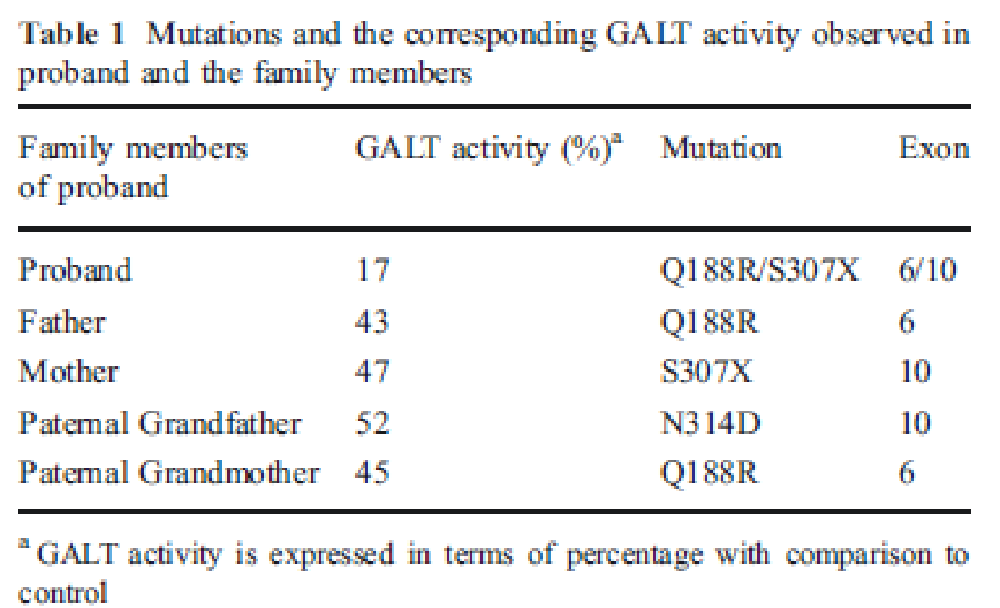 Table 1 Mutations and the corresponding GALT activity observed in
proband and the family members
Family members of proband GALT activity (%)a Mutation Exon
Proband 17 Q188R/S307X 6/10
Father 43 Q188R 6
Mother 47 S307X 10
Paternal Grandfather 52 N314D 10
Paternal Grandmother 45 Q188R 6
a GALT activity is expressed in terms of percentage with comparison to
control